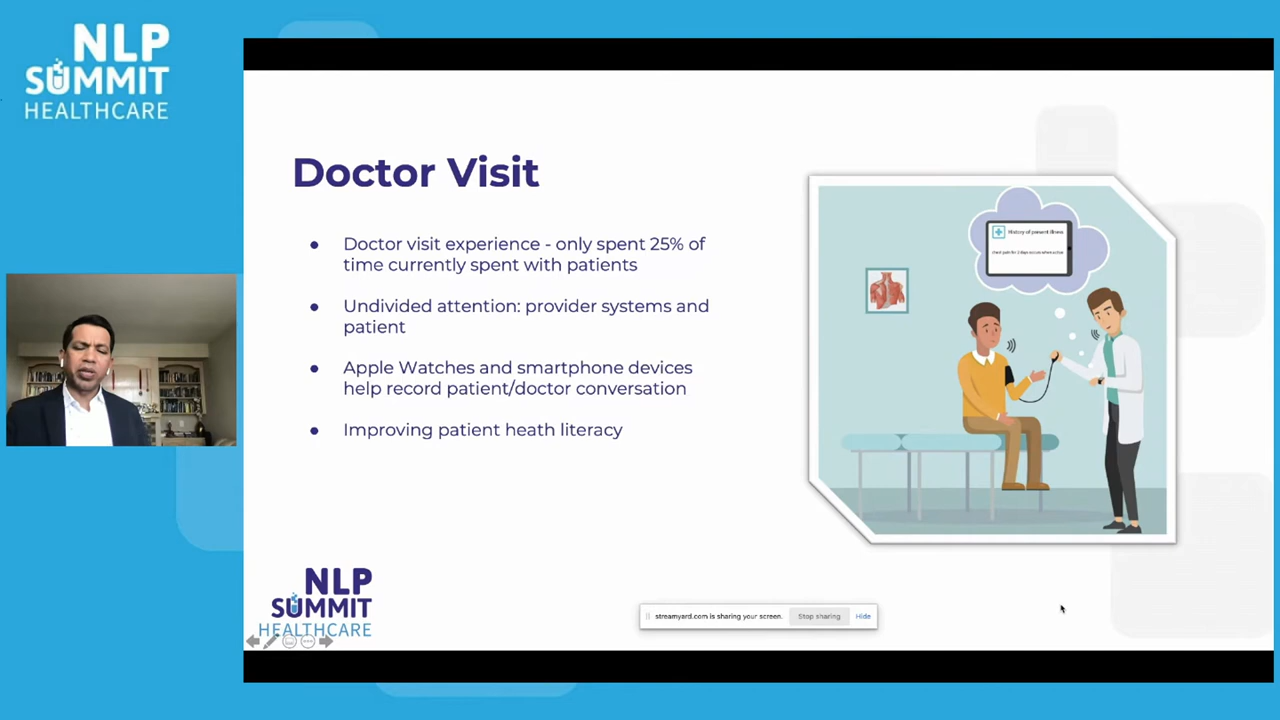 NLP
SUMMIT
HEALTHCARE
Doctor Visit
● Doctor visit experience - only spent 25% of
time currently spent with patients
● Undivided attention: provider systems and
patient
● Apple Watches and smartphone devices
help record patient/doctor conversation
● Improving patient heath literacy
History of present illness
NLP
SUMMIT
HEALTHCARE
streamyard.com is sharing your screen. Stop sharing Hide